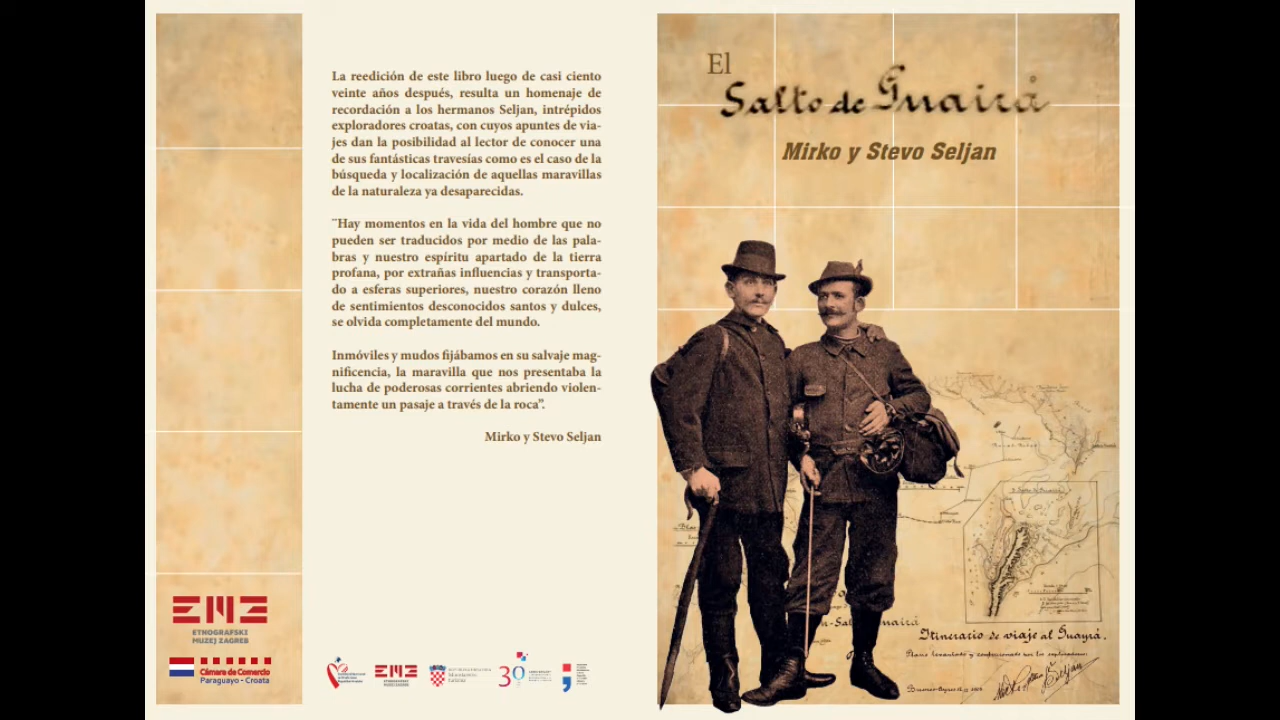 La reedición de este libro luego de casi ciento
veinte años después, resulta un homenaje de
recordación a los hermanos Seljan, intrépidos
exploradores croatas, con cuyos apuntes de via-
jes dan la posibilidad al lector de conocer una
de sus fantásticas travesías como es el caso de la
búsqueda y localización de aquellas maravillas
de la naturaleza ya desaparecidas.
¨Hay momentos en la vida del hombre que no
pueden ser traducidos por medio de las pala-
bras y nuestro espíritu apartado de la tierra
profana, por extrañas influencias y transporta-
do a esferas superiores, nuestro corazón lleno
de sentimientos desconocidos santos y dulces,
se olvida completamente del mundo.
Inmóviles y mudos fijábamos en su salvaje mag-
nificencia, la maravilla que nos presentaba la
lucha de poderosas corrientes abriendo violen-
tamente un pasaje a través de la roca”.
Mirko y Stevo Seljan
EME
ETNOGRAFSKI
MUZEJ ZAGREB
Cámara de Comercio
Paraguayo - Croata
EME
30
El
Salto de Guairá
Mirko y Stevo Seljan
Itinerario de viaje al Guayrá.